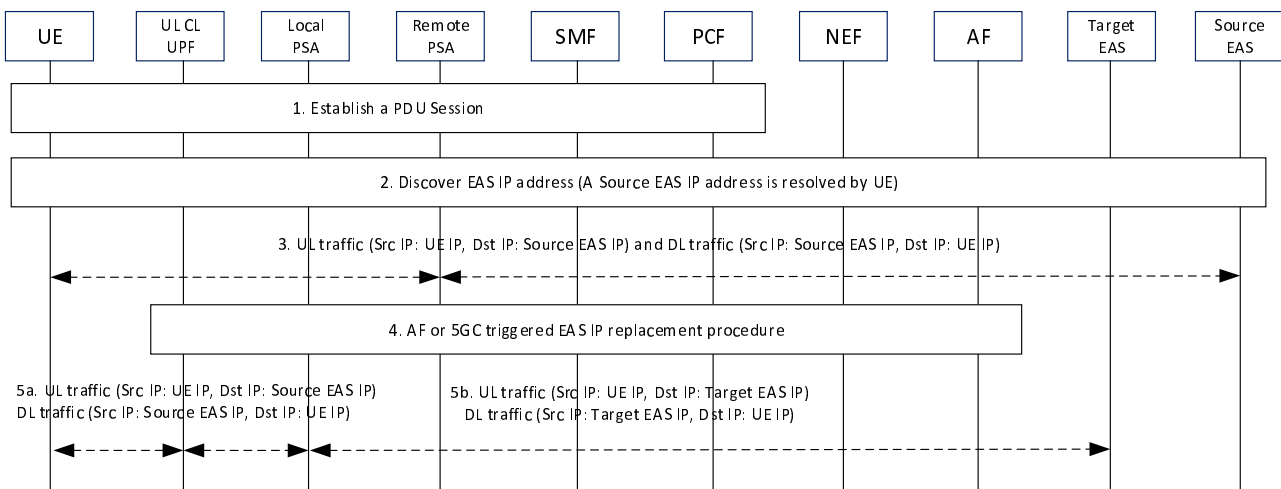 UE
UL CL
UPF
Local
PSA
Remote
PSA
SMF
PCF
NEF
AF
Target
EAS
Source
EAS
1. Establish a PDU Session
2. Discover EAS IP address (A Source EAS IP address is resolved by UE)
3. UL traffic (Src IP: UE IP, Dst IP: Source EAS IP) and DL traffic (Src IP: Source EAS IP, Dst IP: UE IP)
4. AF or 5GC triggered EAS IP replacement procedure
5a. UL traffic (Src IP: UE IP, Dst IP: Source EAS IP)
DL traffic (Src IP: Source EAS IP, Dst IP: UE IP)
5b. UL traffic (Src IP: UE IP, Dst IP: Target EAS IP)
DL traffic (Src IP: Target EAS IP, Dst IP: UE IP)